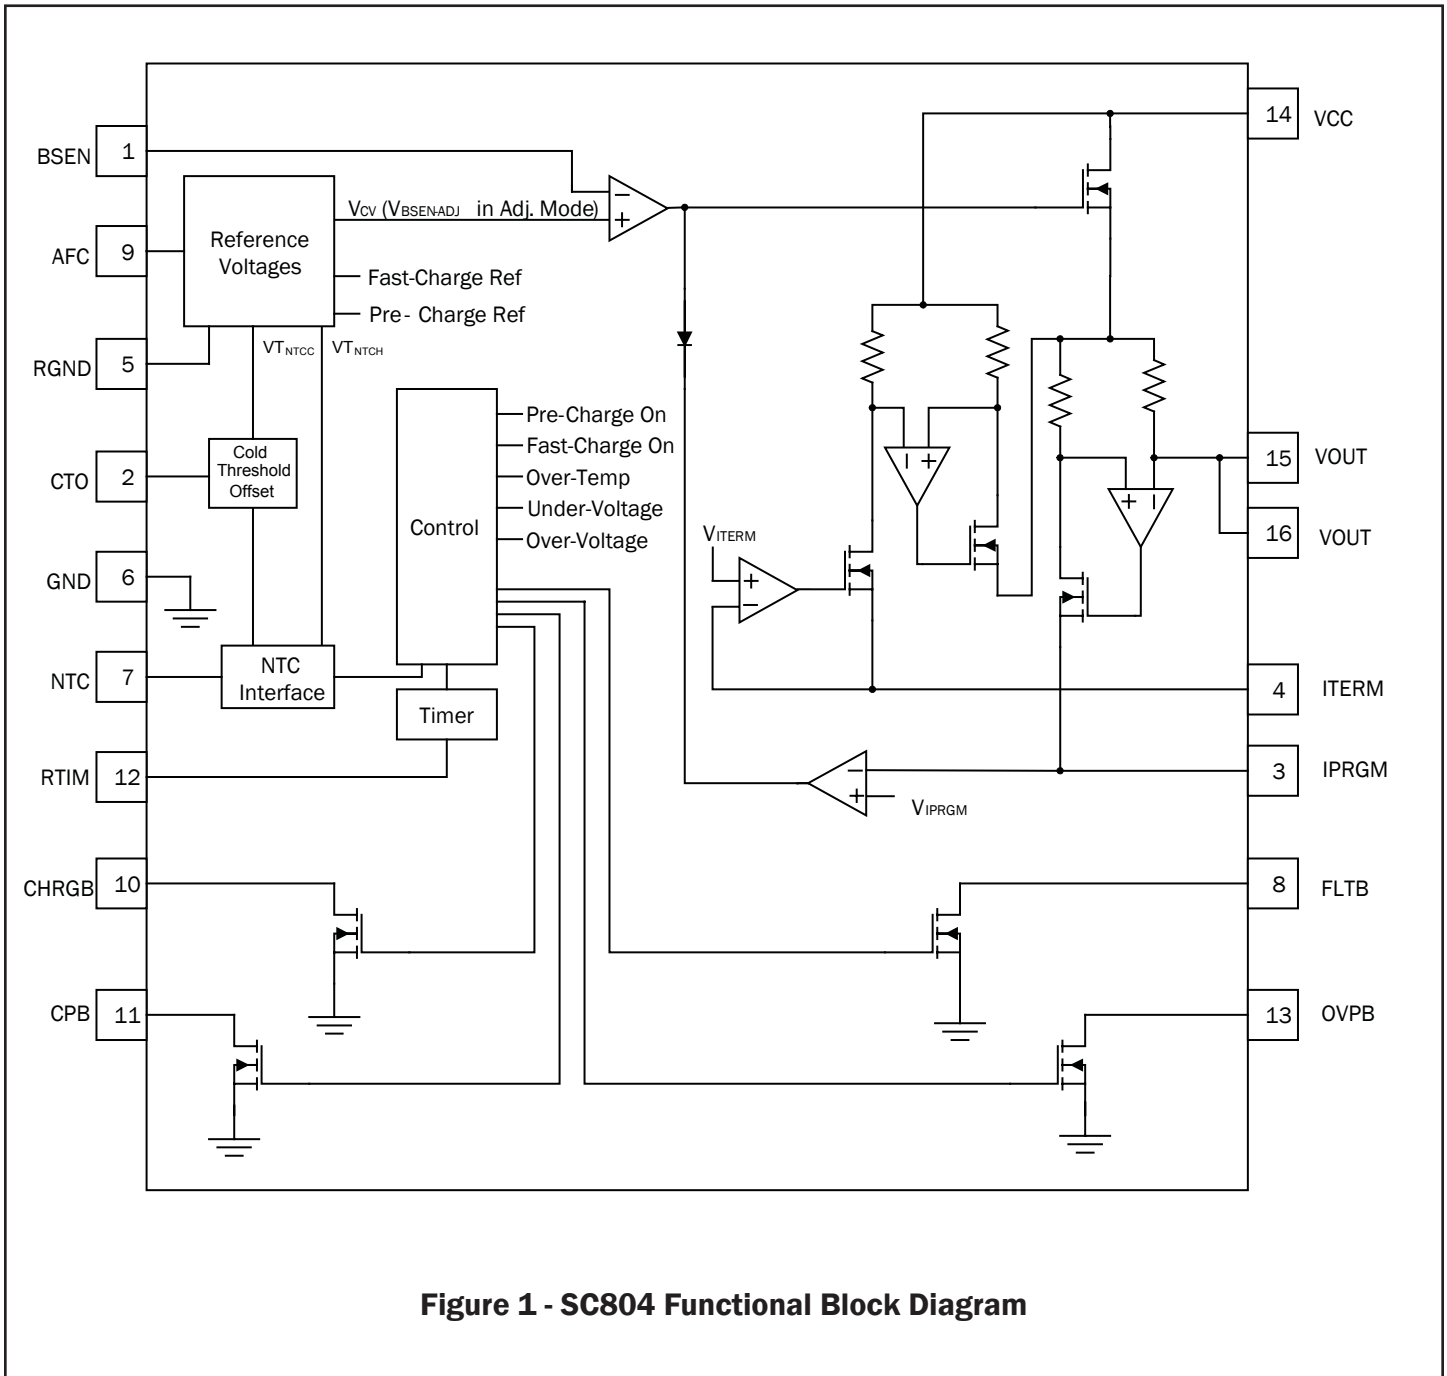 14
VCC
BSEN
1
−
VCV (VBSEN-ADJ in Adj. Mode)
+
Reference
Voltages
AFC
9
Fast-Charge Ref
Pre- Charge Ref
VTNTCC
VTNTCH
RGND
5
Pre-Charge On
Fast-Charge On
Over-Temp
Under-Voltage
Over-Voltage
Control
Cold
Threshold
Offset
CTO
2
− +
15
VOUT
+ −
16
VOUT
VITERM
+
−
GND
6
NTC
7
NTC
Interface
4
ITERM
Timer
RTIM
12
−
+
VIPRGM
3
IPRGM
CHRGB
10
8
FLTB
CPB
11
13
OVPB
Figure 1 - SC804 Functional Block Diagram